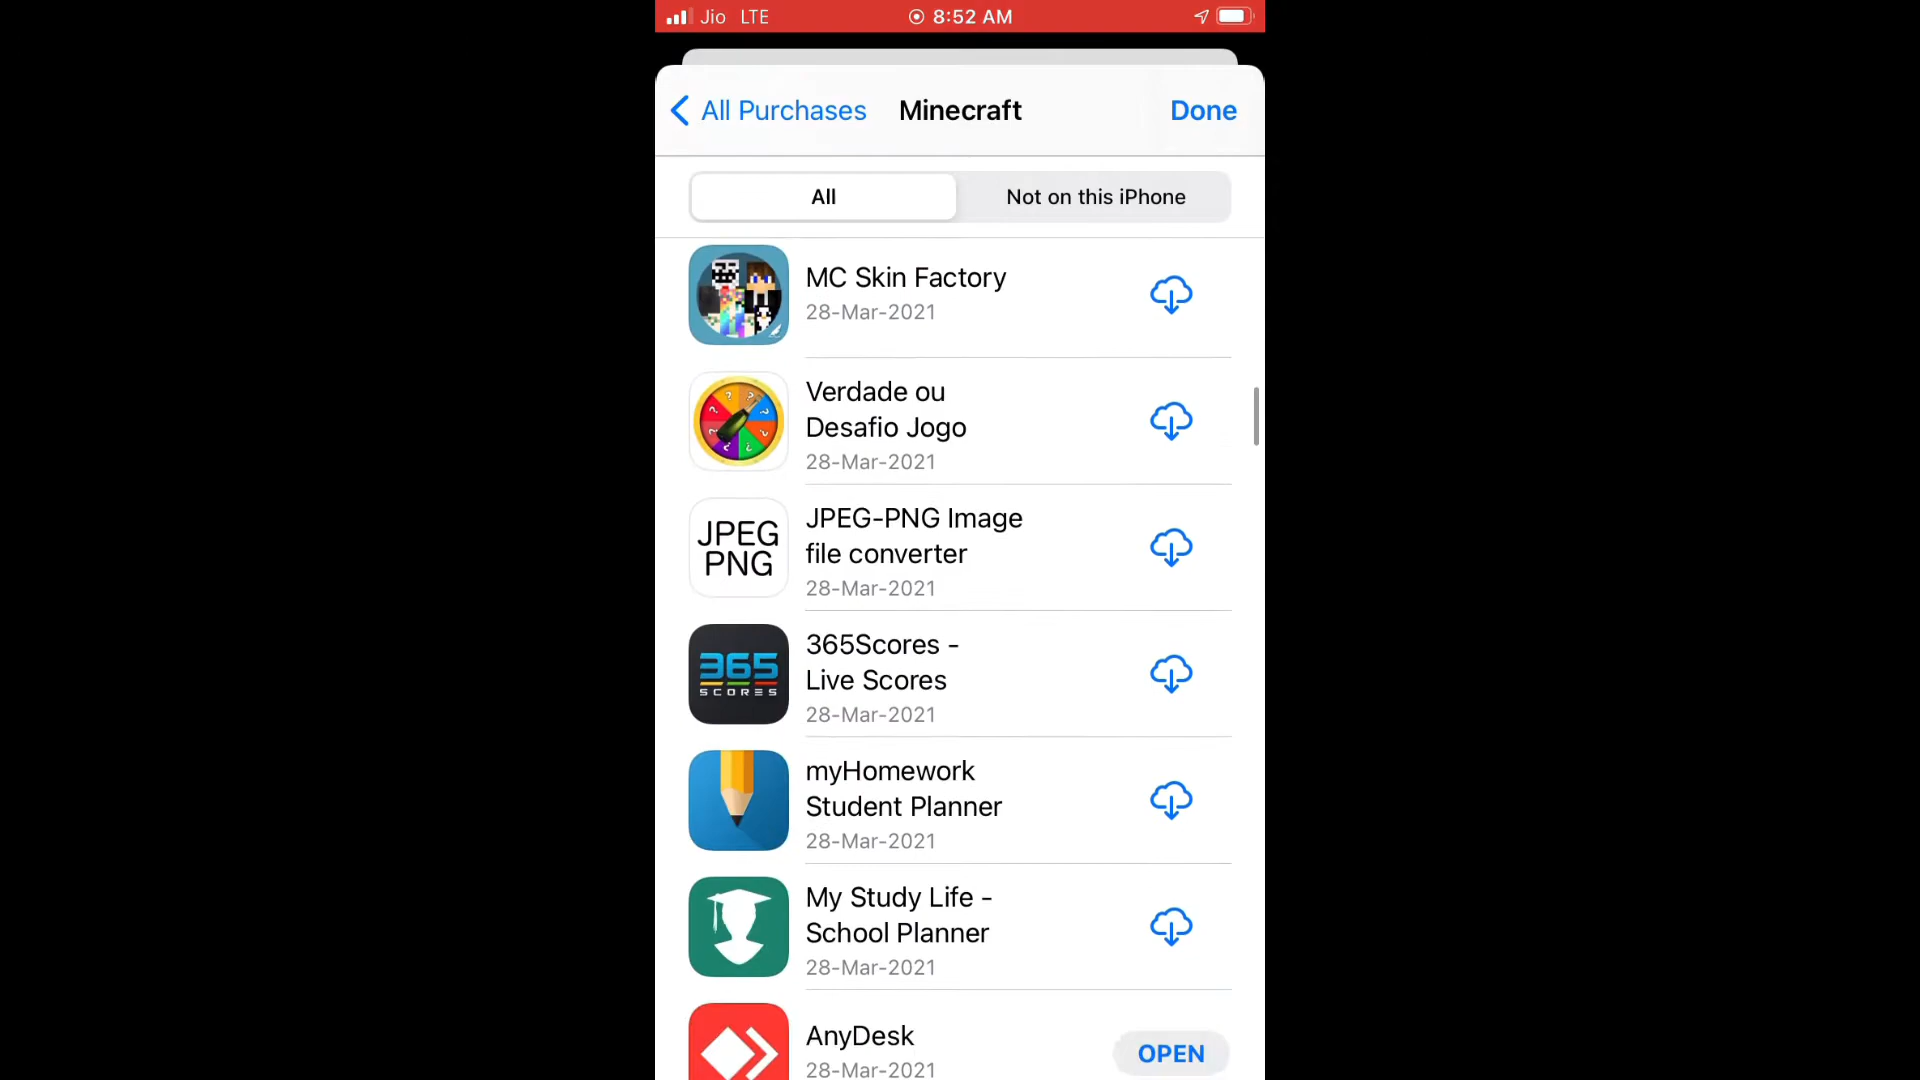 Jio LTE 8:52 AM
All Purchases Minecraft Done
All Not on this iPhone
MC Skin Factory
28-Mar-2021
Verdade ou
Desafio Jogo
28-Mar-2021
JPEG
PNG
JPEG-PNG Image
file converter
28-Mar-2021
365
SCORES
365Scores -
Live Scores
28-Mar-2021
myHomework
Student Planner
28-Mar-2021
My Study Life -
School Planner
28-Mar-2021
AnyDesk
28-Mar-2021
OPEN